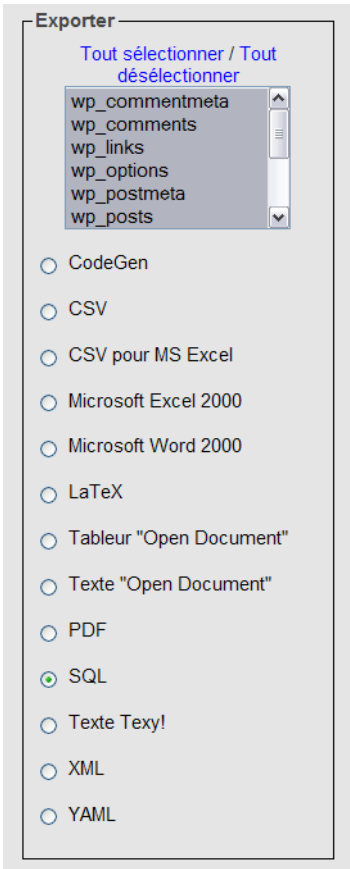 Exporter
Tout sélectionner / Tout
désélectionner
wp_commentmeta
wp_comments
wp_links
wp_options
wp_postmeta
wp_posts
CodeGen
CSV
CSV pour MS Excel
Microsoft Excel 2000
Microsoft Word 2000
LaTeX
Tableur "Open Document"
Texte "Open Document"
PDF
SQL
Texte Texy!
XML
YAML